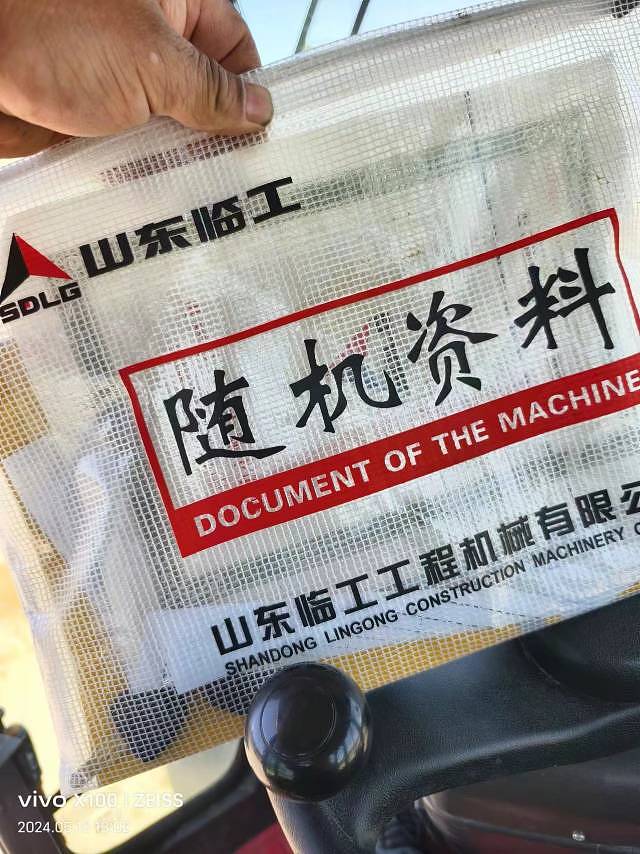 SDLG
山东临工
随机资料
DOCUMENT OF THE MACHINE
山东临工工程机械有限
SHANDONG LINGONG CONSTRUCTION MACHINERY
vivo X100 | ZEISS